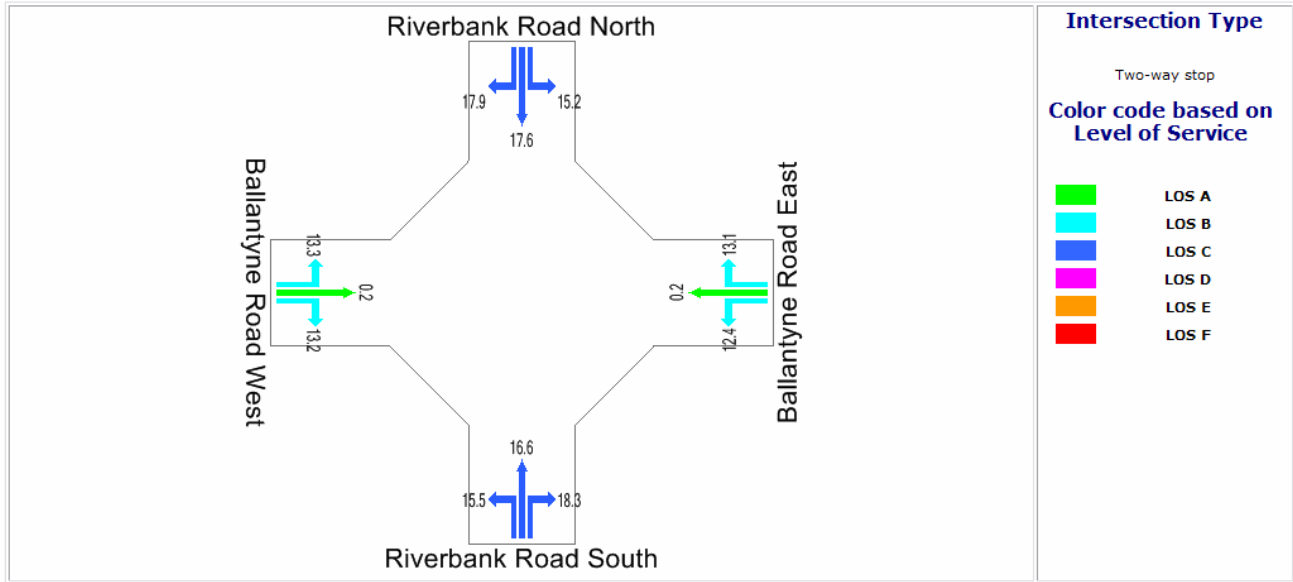 Riverbank Road North
17.9
15.2
17.6
Ballantyne Road West
13.3
0.2
13.2
Ballantyne Road East
13.1
0.2
12.4
16.6
15.5
18.3
Riverbank Road South
Intersection Type
Two-way stop
Color code based on
Level of Service
LOS A
LOS B
LOS C
LOS D
LOS E
LOS F